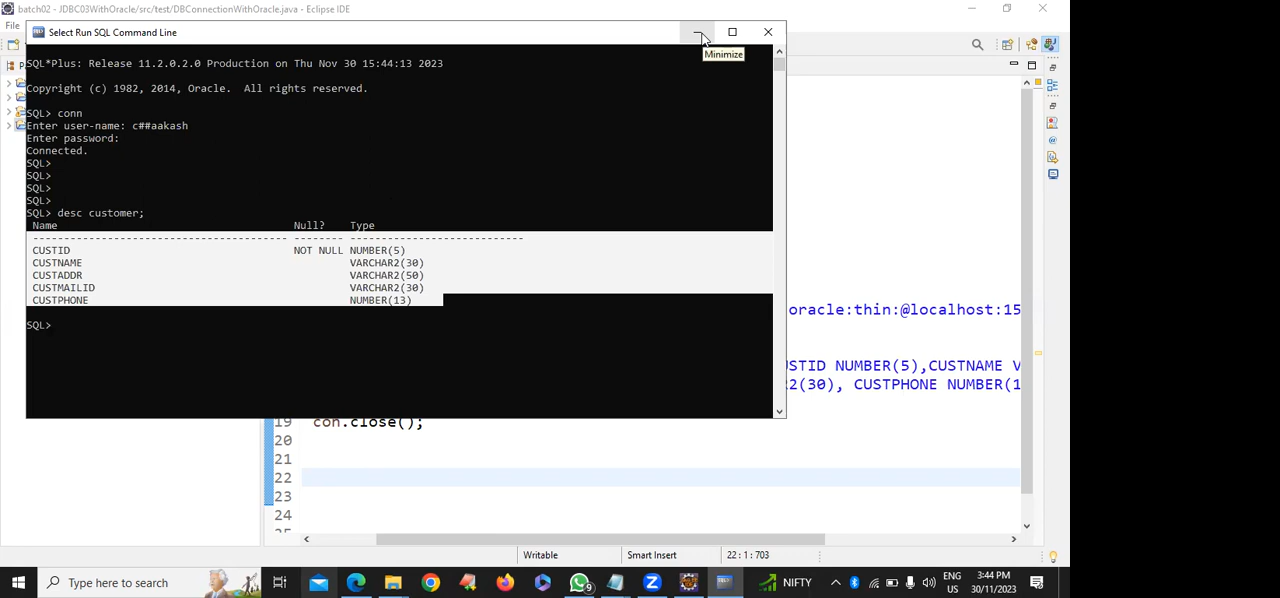 batch02 - JDBC03WithOracle/src/test/DBConnectionWithOracle.java - Eclipse IDE
File
Select Run SQL Command Line
Minimize
SQL*Plus: Release 11.2.0.2.0 Production on Thu Nov 30 15:44:13 2023
Copyright (c) 1982, 2014, Oracle.  All rights reserved.
SQL> conn
Enter user-name: c##aakash
Enter password:
Connected.
SQL>
SQL>
SQL>
SQL>
SQL> desc customer;
Name Null? Type
----------------------------------------- -------- ----------------------------
CUSTID NOT NULL NUMBER(5)
CUSTNAME VARCHAR2(30)
CUSTADDR VARCHAR2(50)
CUSTMAILID VARCHAR2(30)
CUSTPHONE NUMBER(13)
SQL>
oracle:thin:@localhost:15
USTID NUMBER(5),CUSTNAME V
R2(30), CUSTPHONE NUMBER(1
19 con.close();
20
21
22
23
24
Writable Smart Insert 22 : 1 : 703
Type here to search
9
NIFTY
ENG
US
3:44 PM
30/11/2023